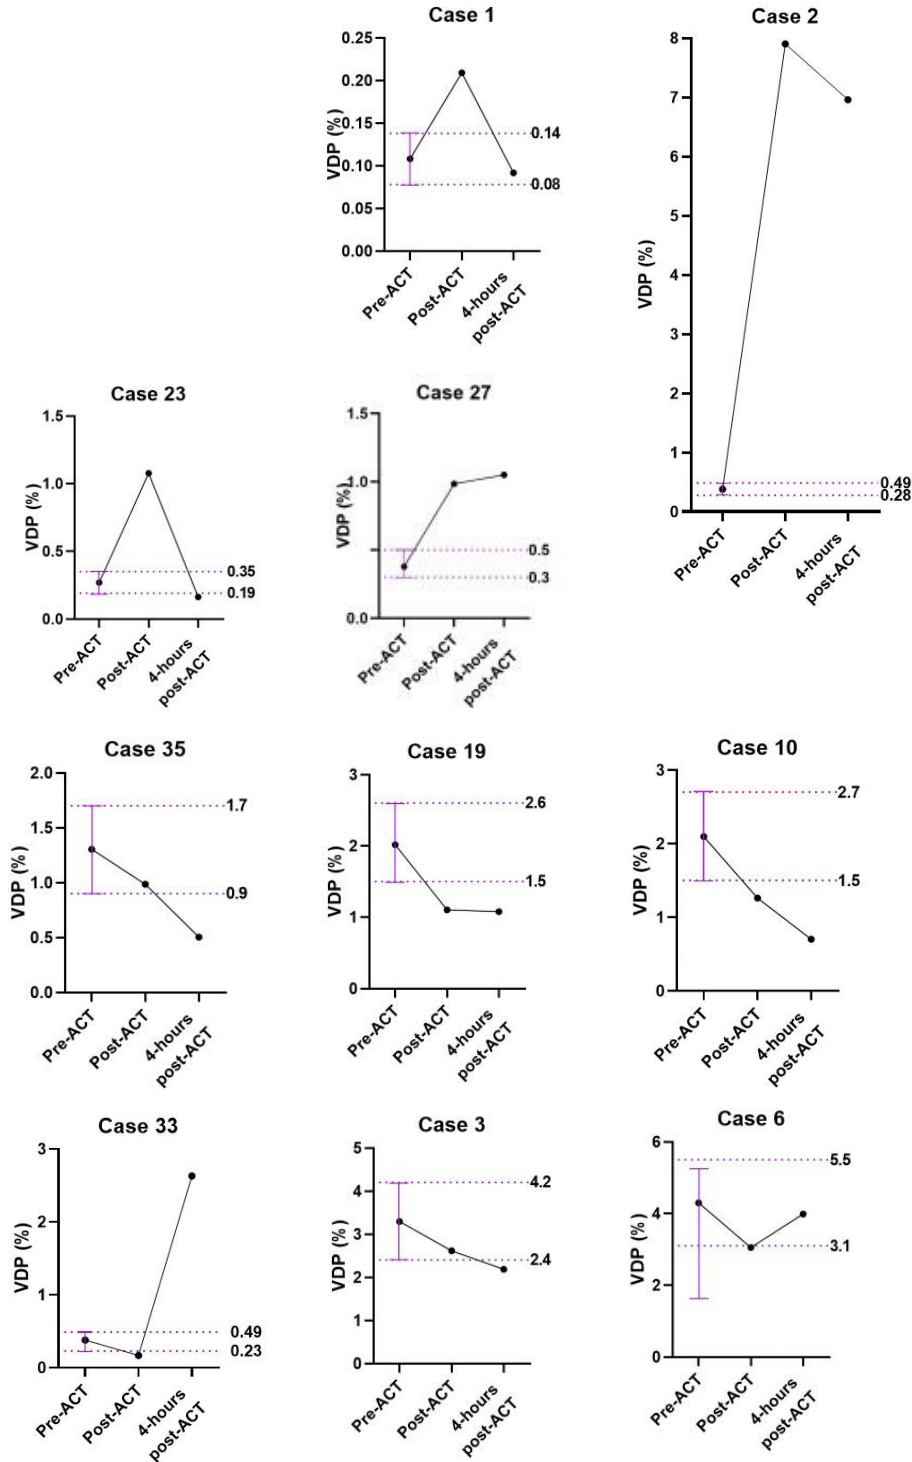 Case 1
VDP (%)
0.25
0.20
0.15
0.10
0.05
0.00
0.14
0.08
Pre-ACT
Post-ACT
4-hours
post-ACT
Case 2
VDP (%)
8
7
6
5
4
3
2
1
0
0.49
0.28
Pre-ACT
Post-ACT
4-hours
post-ACT
Case 23
VDP (%)
1.5
1.0
0.5
0.0
0.35
0.19
Pre-ACT
Post-ACT
4-hours
post-ACT
Case 27
VDP (%)
1.5
1.0
0.0
0.5
0.3
Pre-ACT
Post-ACT
4-hours
post-ACT
Case 35
VDP (%)
2.0
1.5
1.0
0.5
0.0
1.7
0.9
Pre-ACT
Post-ACT
4-hours
post-ACT
Case 19
VDP (%)
3
2
1
0
2.6
1.5
Pre-ACT
Post-ACT
4-hours
post-ACT
Case 10
VDP (%)
3
2
1
0
2.7
1.5
Pre-ACT
Post-ACT
4-hours
post-ACT
Case 33
VDP (%)
3
2
1
0
0.49
0.23
Pre-ACT
Post-ACT
4-hours
post-ACT
Case 3
VDP (%)
5
4
3
2
1
0
4.2
2.4
Pre-ACT
Post-ACT
4-hours
post-ACT
Case 6
VDP (%)
6
4
2
0
5.5
3.1
Pre-ACT
Post-ACT
4-hours
post-ACT